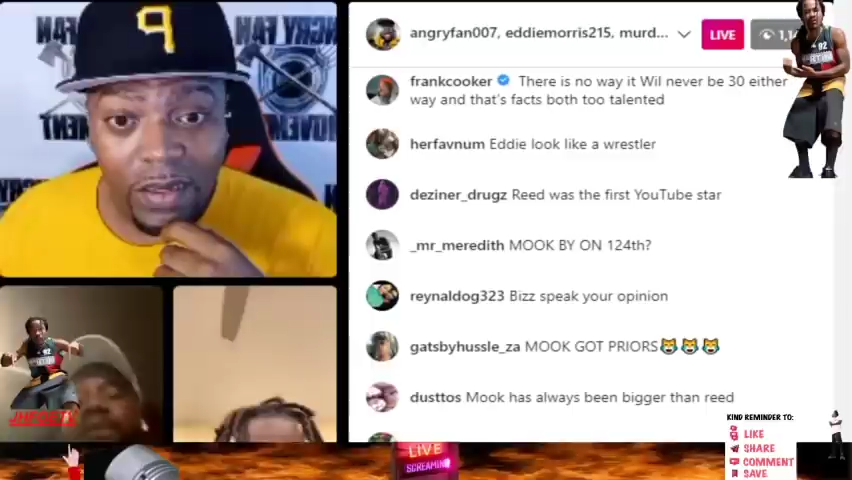 angryfan007, eddiemorris215, murd...
LIVE
frankcooker There is no way it Wil never be 30 either
way and that's facts both too talented
herfavnum Eddie look like a wrestler
deziner_drugz Reed was the first YouTube star
_mr_meredith MOOK BY ON 124th?
reynaldog323 Bizz speak your opinion
gatsbyhussle_za MOOK GOT PRIORS😹😹😹
dusttos Mook has always been bigger than reed
KIND REMINDER TO:
LIKE
SHARE
COMMENT
SAVE
LIVE
SCREAMING